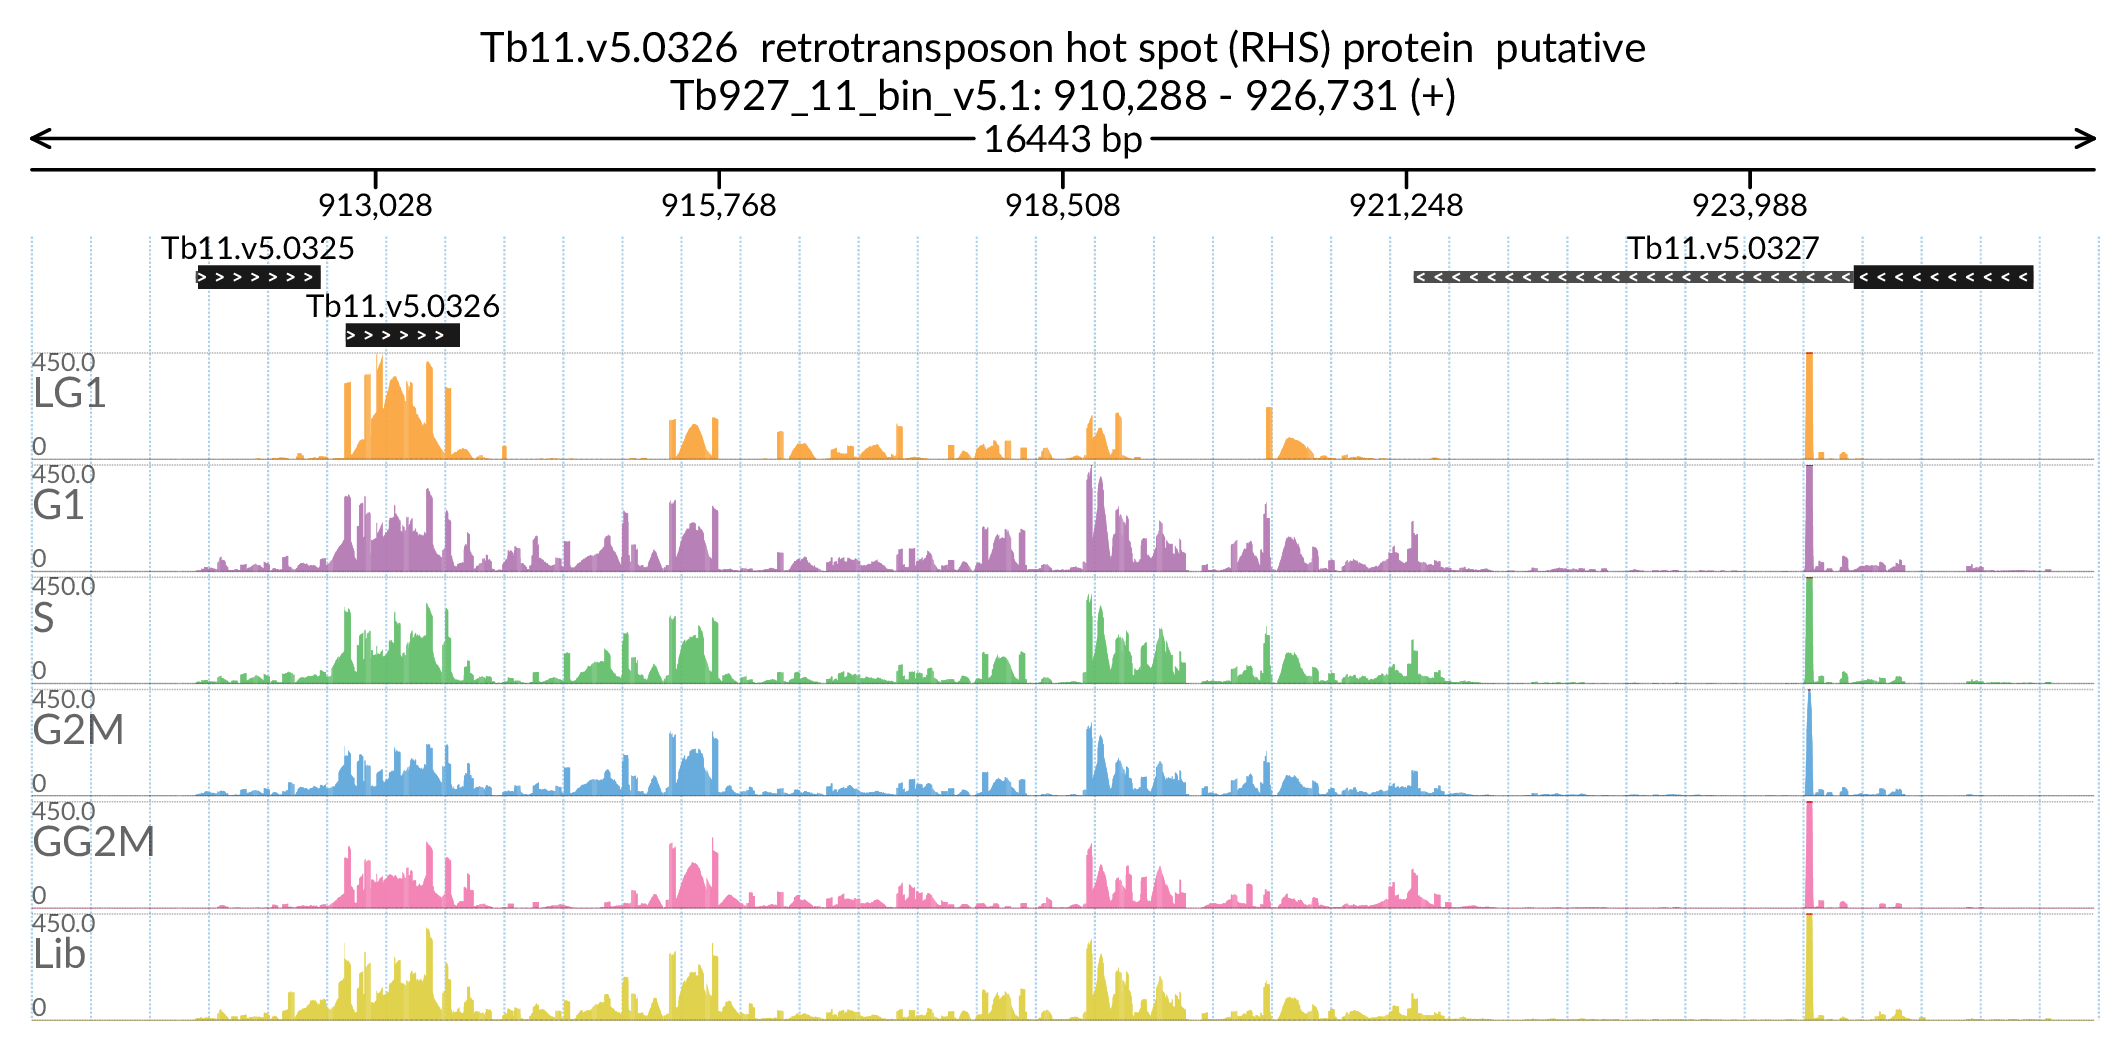 Tb11.v5.0326  retrotransposon hot spot (RHS) protein  putative
Tb927_11_bin_v5.1: 910,288 - 926,731 (+)
16443 bp
913,028 915,768 918,508 921,248 923,988
Tb11.v5.0325 Tb11.v5.0327
Tb11.v5.0326
450.0
LG1
0
450.0
G1
0
450.0
S
0
450.0
G2M
0
450.0
GG2M
0
450.0
Lib
0